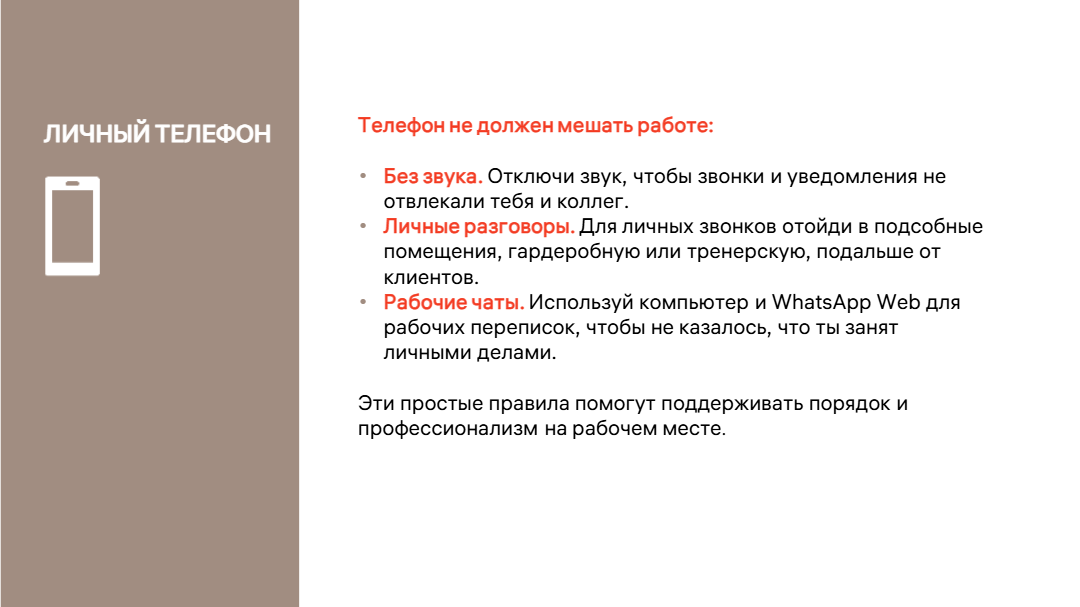 ЛИЧНЫЙ ТЕЛЕФОН
Телефон не должен мешать работе:
• Без звука. Отключи звук, чтобы звонки и уведомления не
отвлекали тебя и коллег.
• Личные разговоры. Для личных звонков отойди в подсобные
помещения, гардеробную или тренерскую, подальше от
клиентов.
• Рабочие чаты. Используй компьютер и WhatsApp Web для
рабочих переписок, чтобы не казалось, что ты занят
личными делами.
Эти простые правила помогут поддерживать порядок и
профессионализм на рабочем месте.